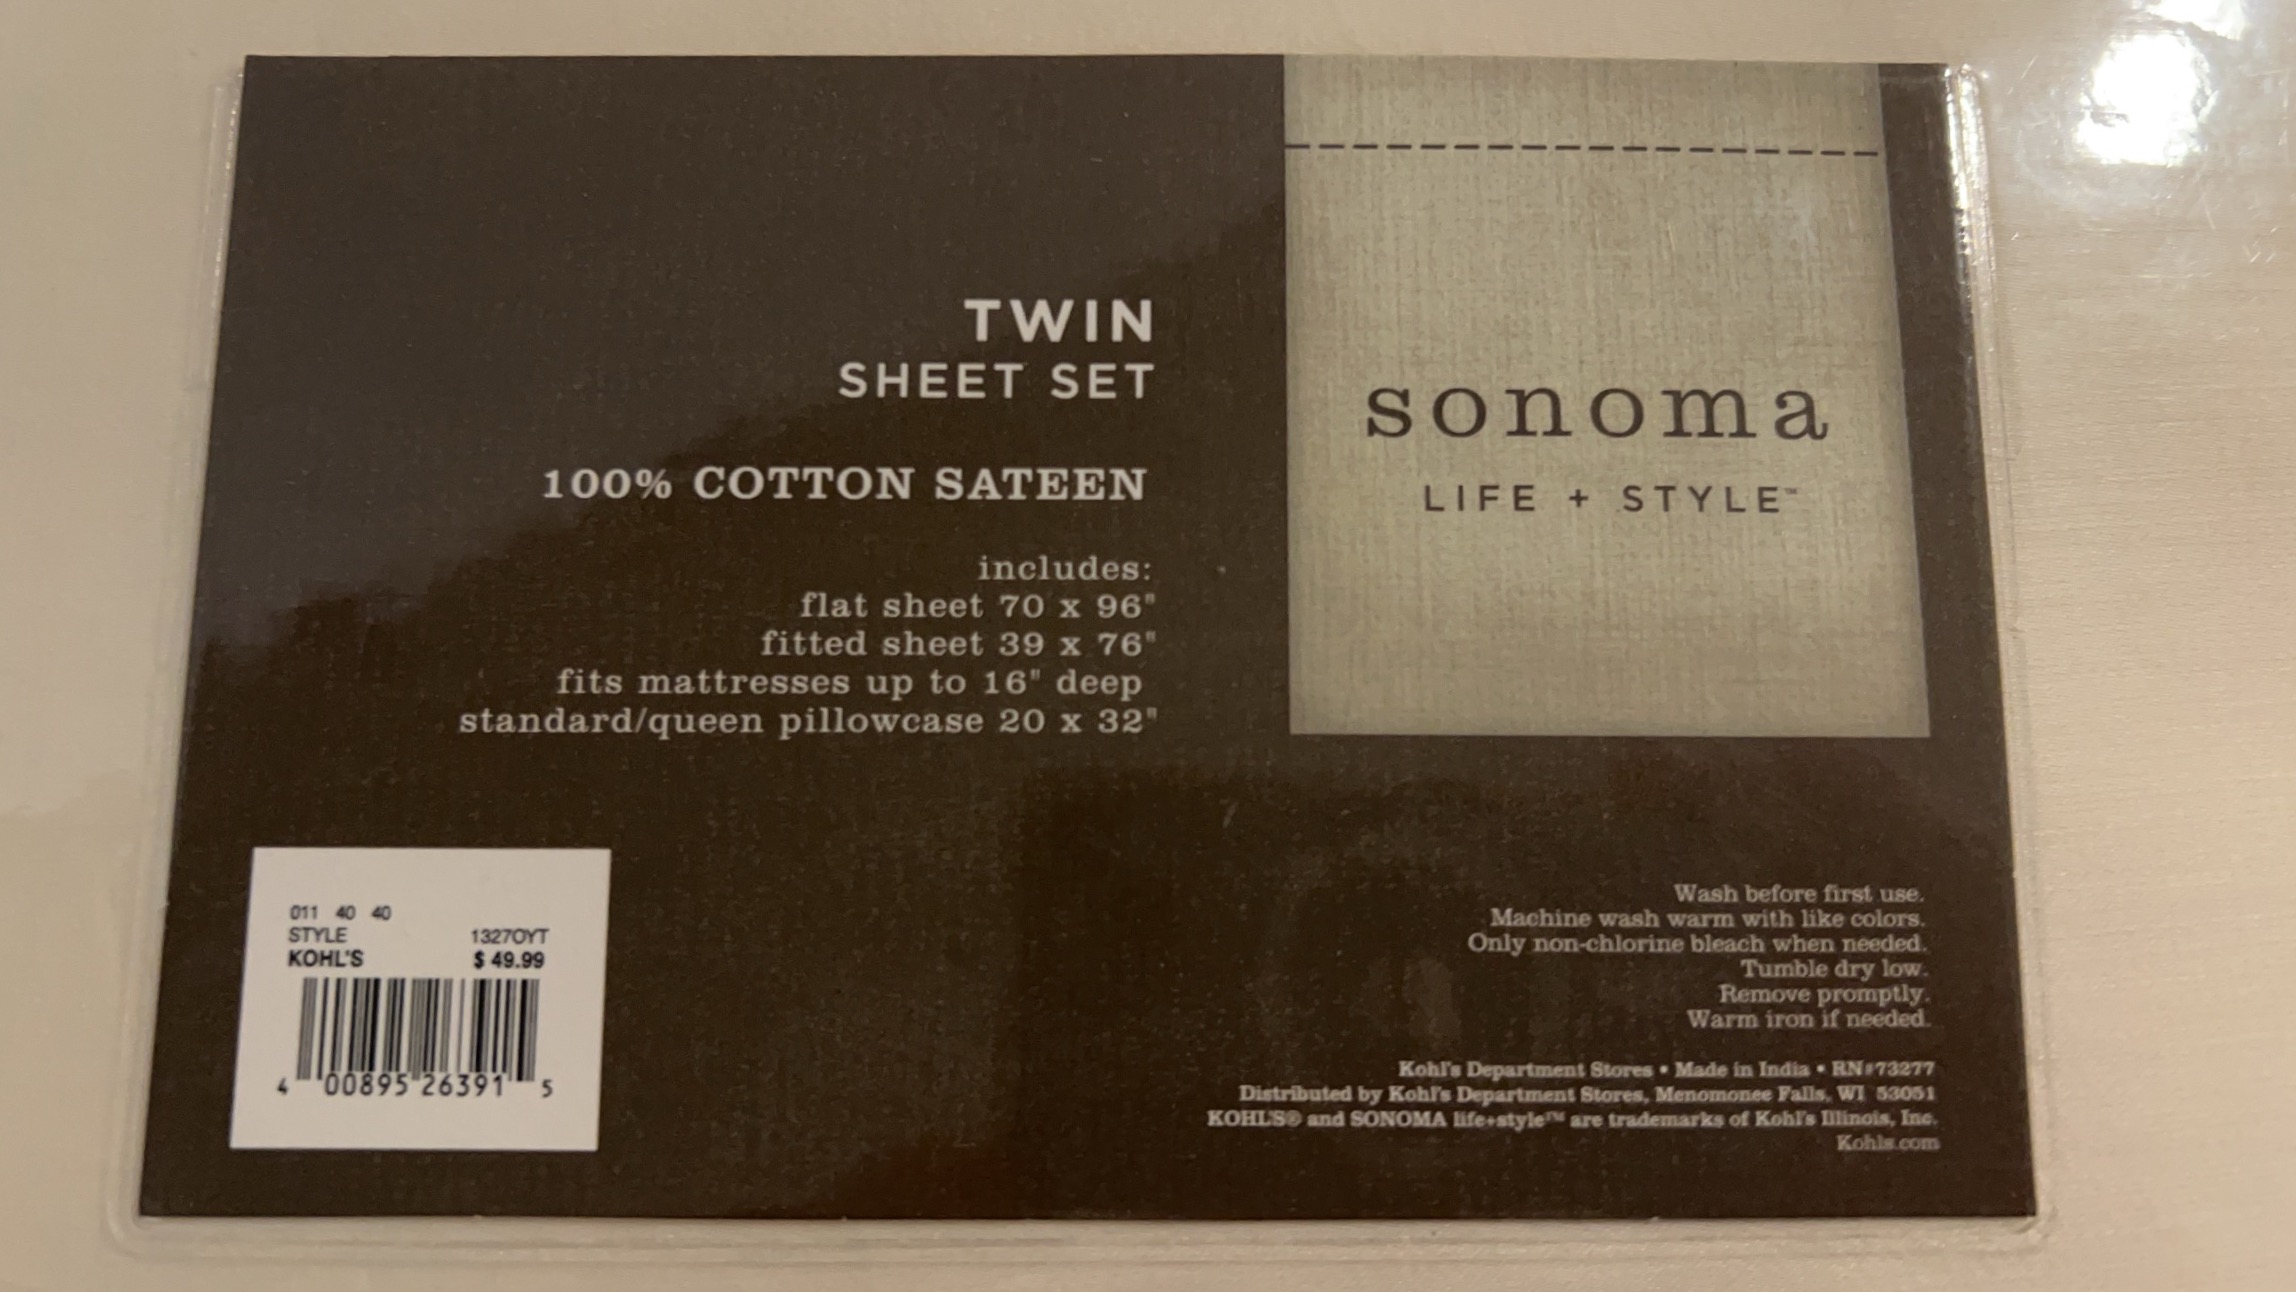 TWIN
SHEET SET
100% COTTON SATEEN
includes:
flat sheet 70 x 96"
fitted sheet 39 x 76"
fits mattresses up to 16" deep
standard/queen pillowcase 20 x 32"
sonoma
LIFE + STYLE™
011 40 40
STYLE 1327OYT
KOHL'S $ 49.99
4 00895 26391 5
Wash before first use.
Machine wash warm with like colors.
Only non-chlorine bleach when needed.
Tumble dry low.
Remove promptly.
Warm iron if needed.
Kohl's Department Stores • Made in India • RN#73277
Distributed by Kohl's Department Stores, Menomonee Falls, WI 53051
KOHL'S® and SONOMA life+style™ are trademarks of Kohl's Illinois, Inc.
Kohls.com